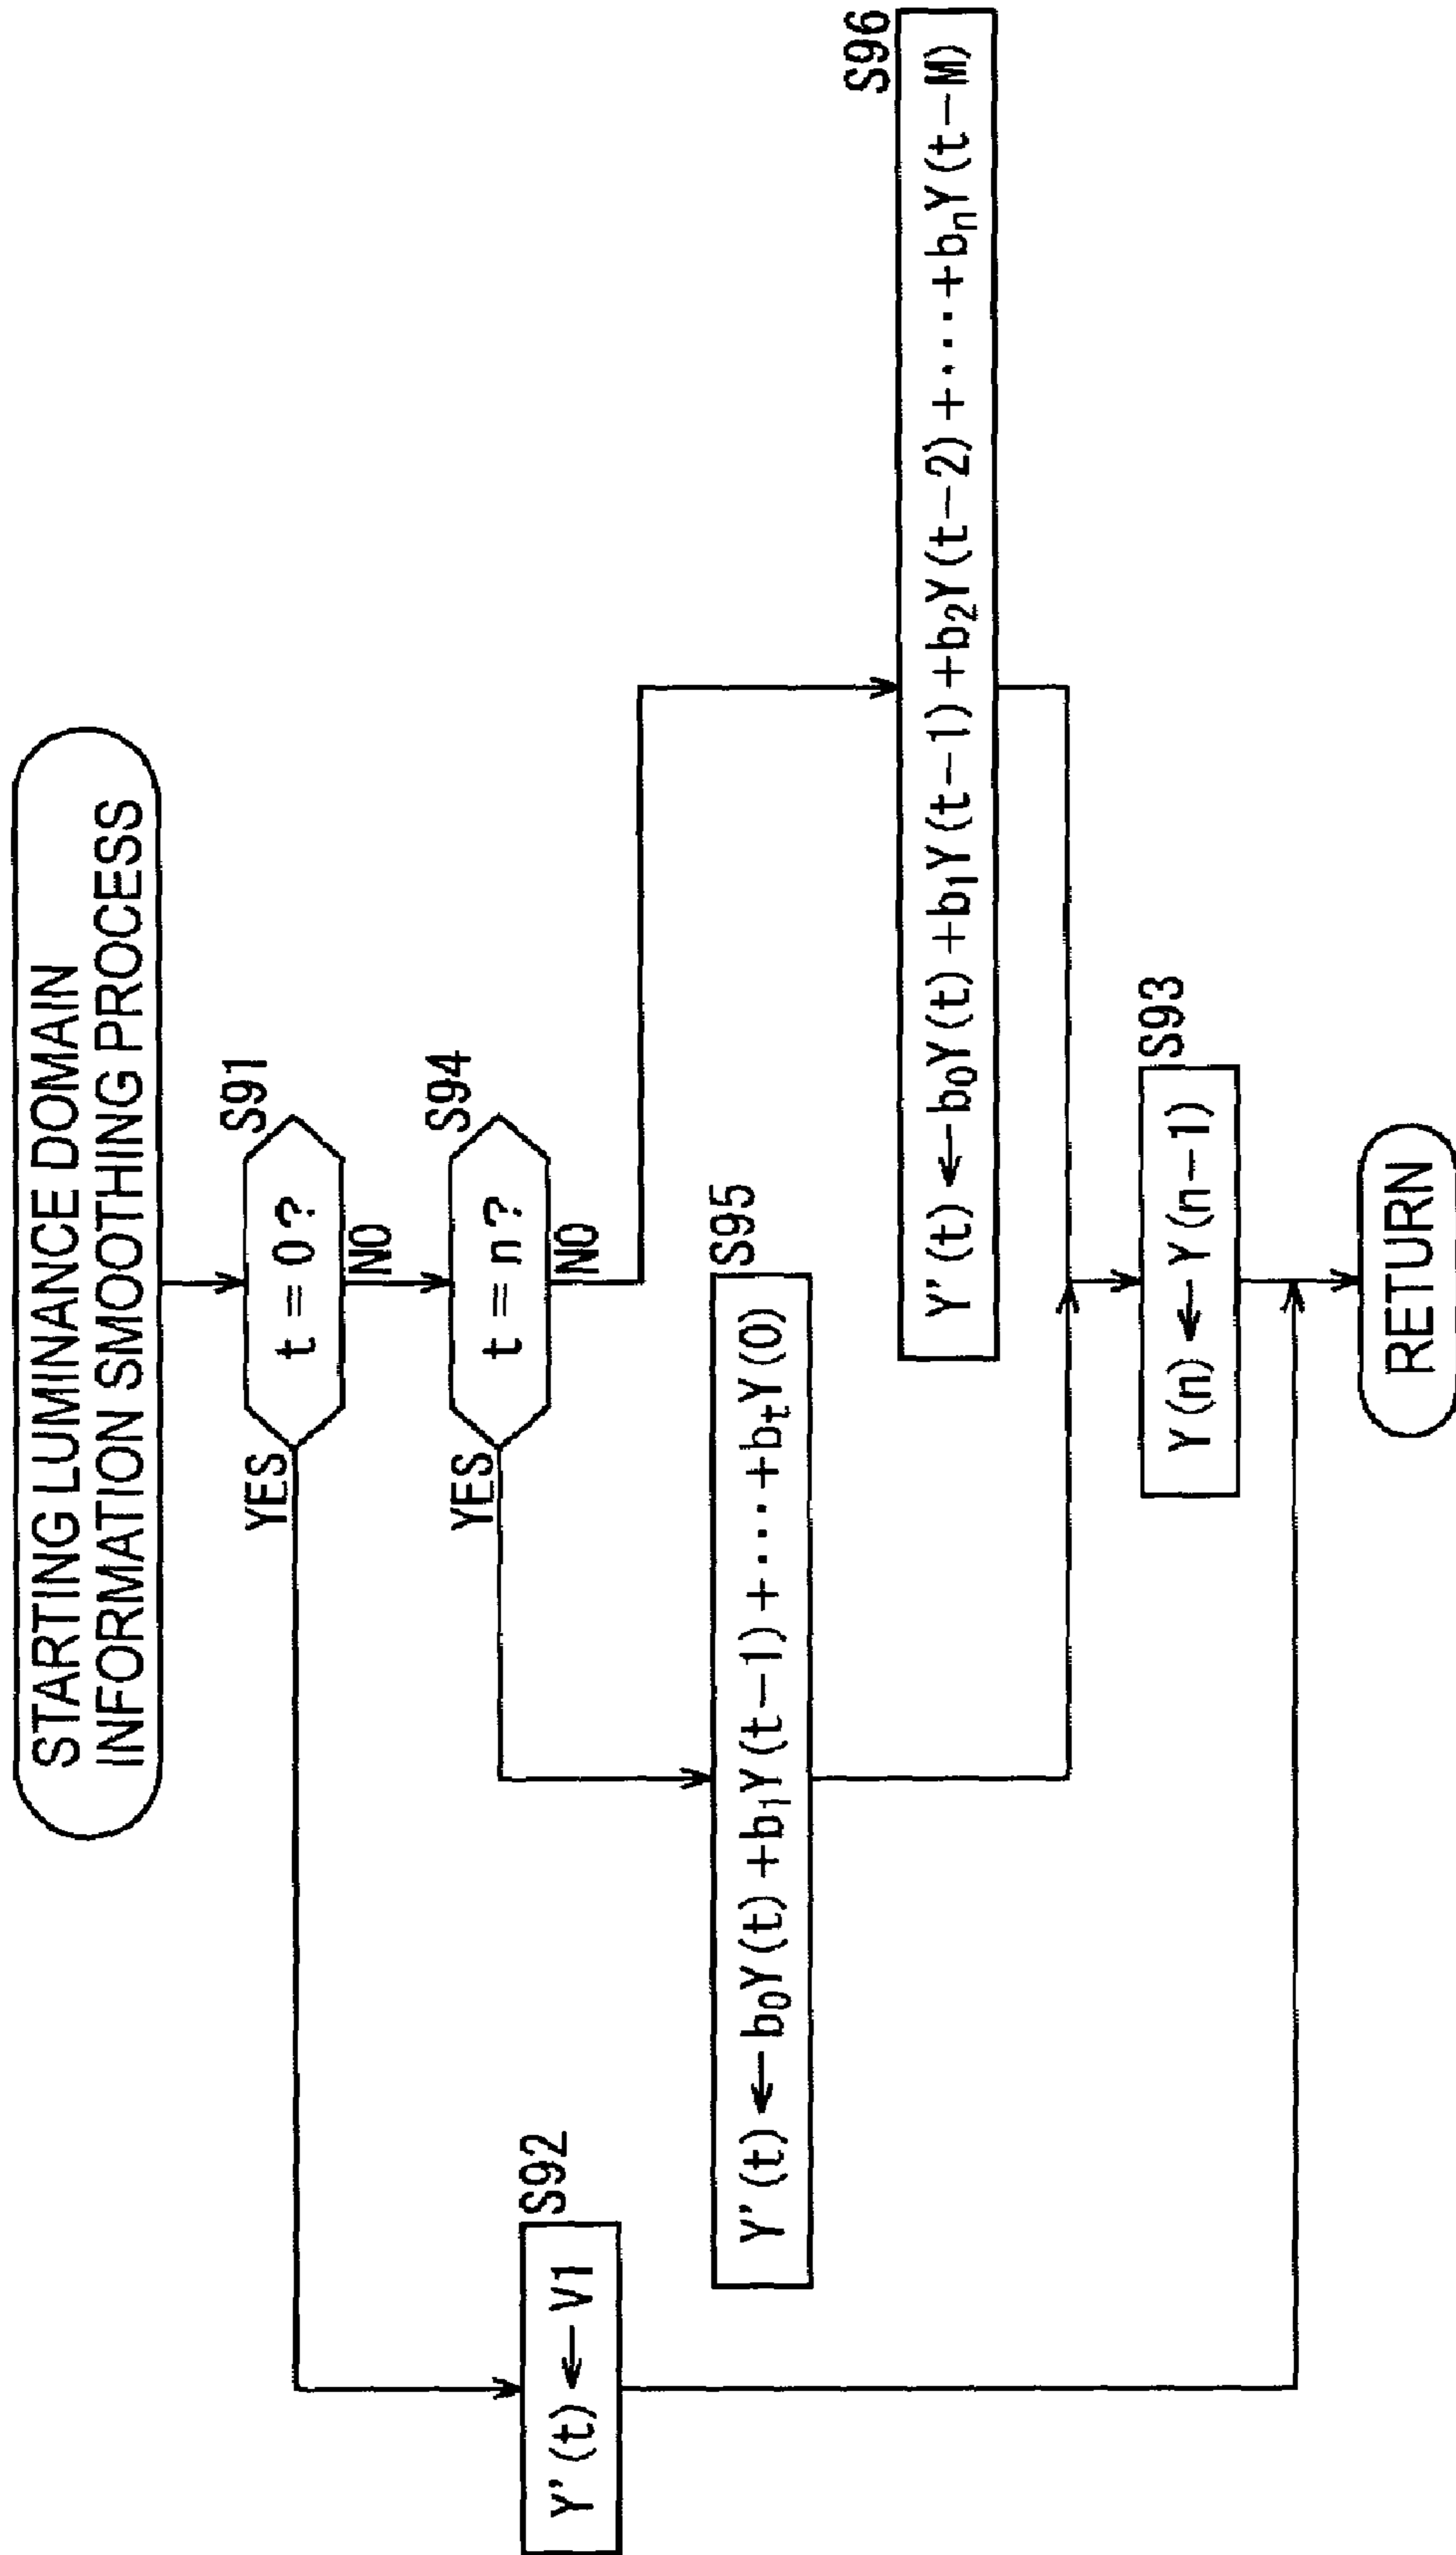 STARTING LUMINANCE DOMAIN
INFORMATION SMOOTHING PROCESS
S91
t = 0 ?
YES
NO
S94
t = n ?
YES
NO
S92
Y' (t) ← V1
S95
Y' (t) ← b₀Y (t) + b₁Y (t−1) + ・・・ + bₜY (0)
S96
Y' (t) ← b₀Y (t) + b₁Y (t−1) + b₂Y (t−2) + ・・・ + bₙY (t−M)
S93
Y (n) ← Y (n−1)
RETURN